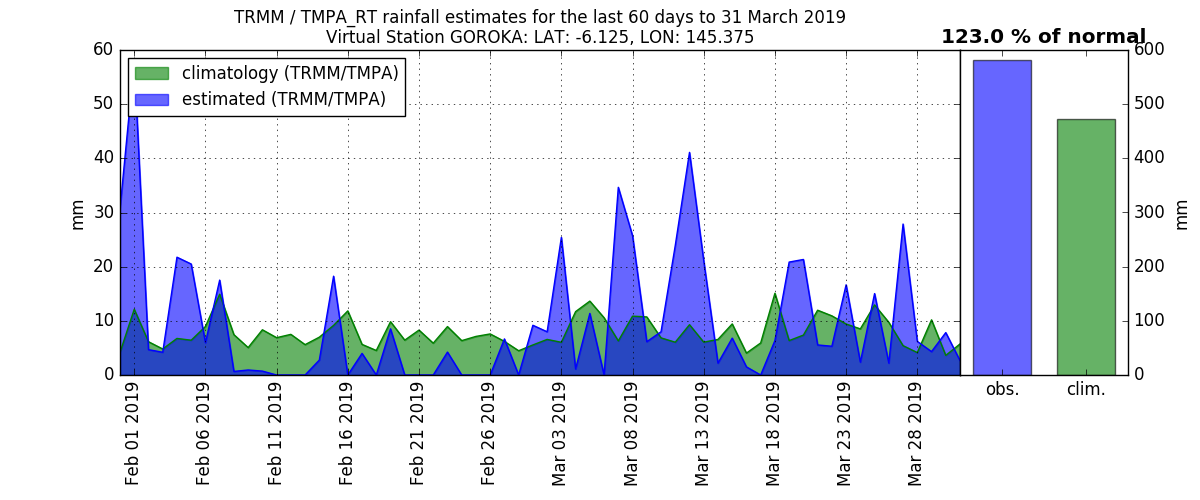 TRMM / TMPA_RT rainfall estimates for the last 60 days to 31 March 2019
Virtual Station GOROKA: LAT: -6.125, LON: 145.375
123.0 % of normal
climatology (TRMM/TMPA)
estimated (TRMM/TMPA)
60
50
40
30
20
10
0
mm
600
500
400
300
200
100
0
mm
obs.
clim.
Feb 01 2019
Feb 06 2019
Feb 11 2019
Feb 16 2019
Feb 21 2019
Feb 26 2019
Mar 03 2019
Mar 08 2019
Mar 13 2019
Mar 18 2019
Mar 23 2019
Mar 28 2019